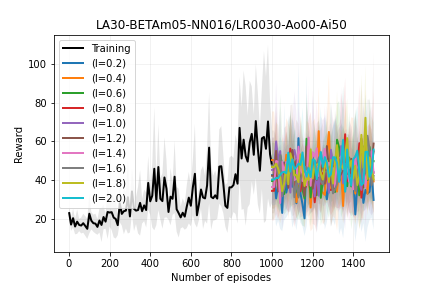 LA30-BETAm05-NN016/LR0030-Ao00-Ai50
Training
(l=0.2)
(l=0.4)
(l=0.6)
(l=0.8)
(l=1.0)
(l=1.2)
(l=1.4)
(l=1.6)
(l=1.8)
(l=2.0)
Reward
100
80
60
40
20
0 200 400 600 800 1000 1200 1400
Number of episodes